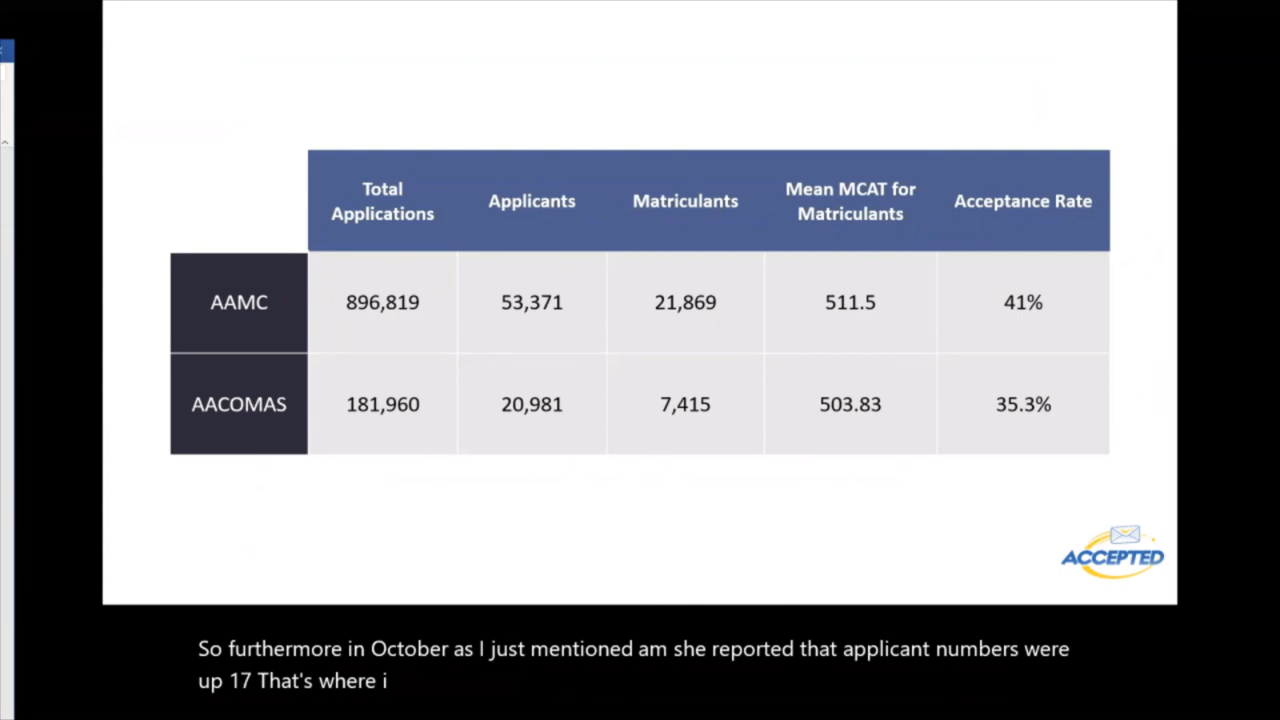 Total
Applications
Applicants
Matriculants
Mean MCAT for
Matriculants
Acceptance Rate
AAMC 896,819 53,371 21,869 511.5 41%
AACOMAS 181,960 20,981 7,415 503.83 35.3%
ACCEPTED
So furthermore in October as I just mentioned am she reported that applicant numbers were
up 17 That's where i